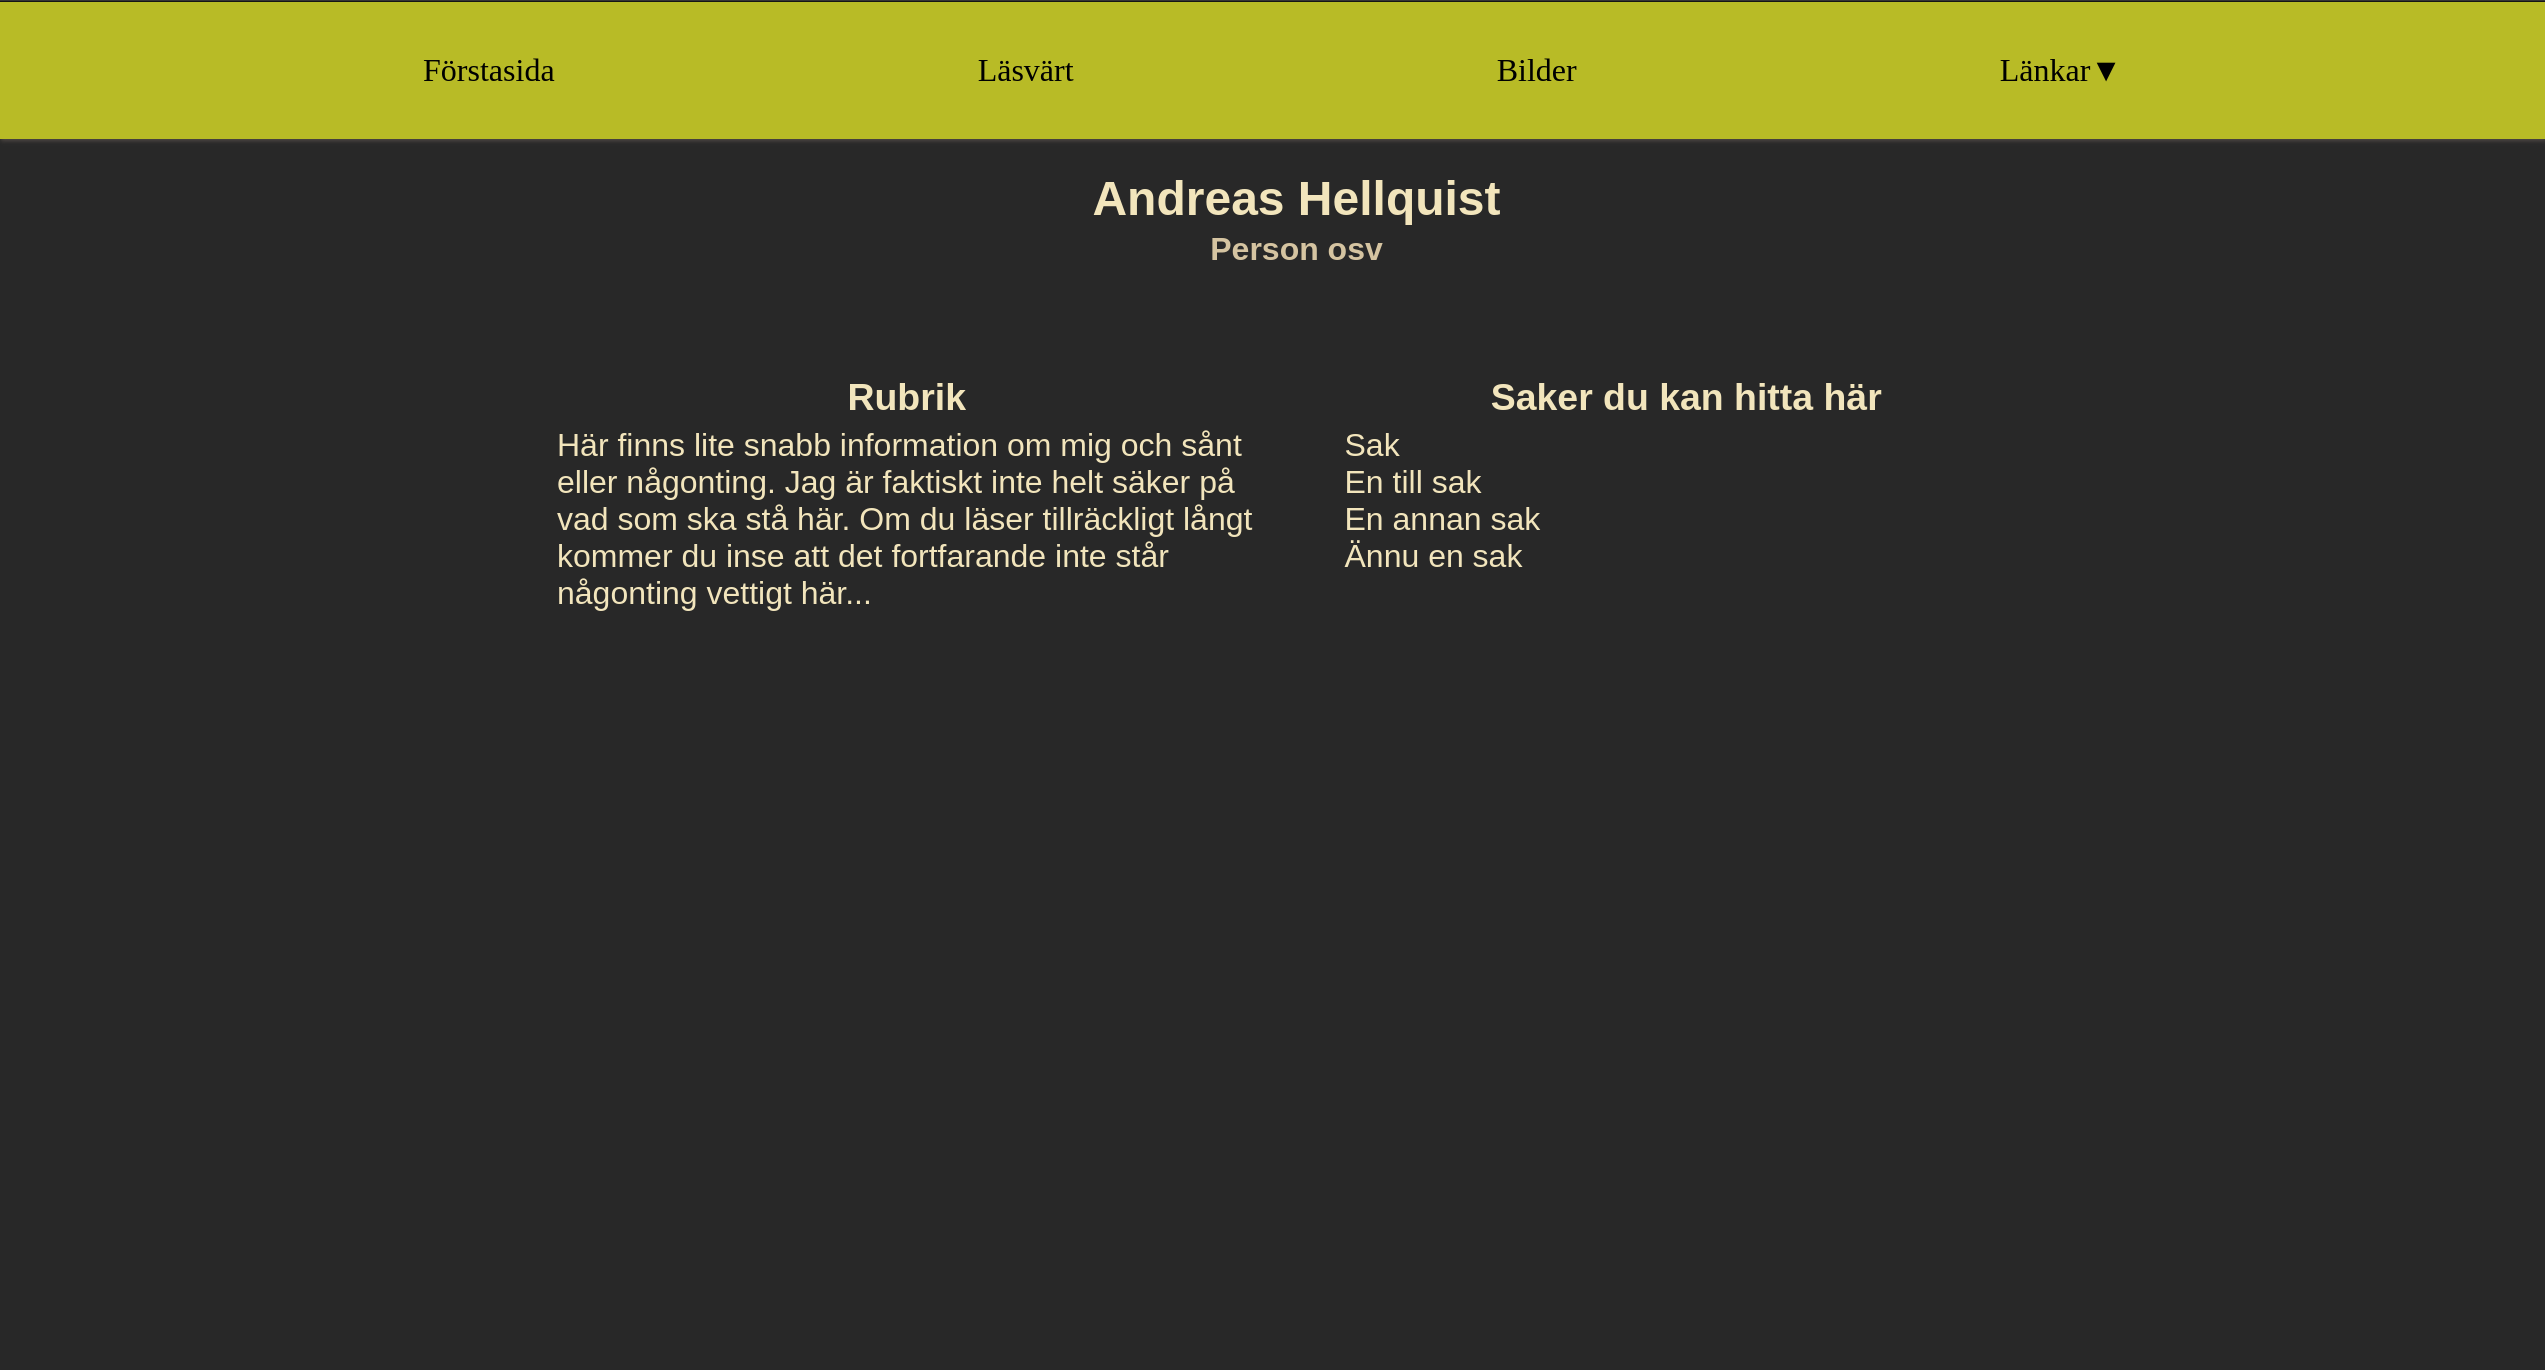 Förstasida Läsvärt Bilder Länkar▼
Andreas Hellquist
Person osv
Rubrik
Här finns lite snabb information om mig och sånt
eller någonting. Jag är faktiskt inte helt säker på
vad som ska stå här. Om du läser tillräckligt långt
kommer du inse att det fortfarande inte står
någonting vettigt här...
Saker du kan hitta här
Sak
En till sak
En annan sak
Ännu en sak